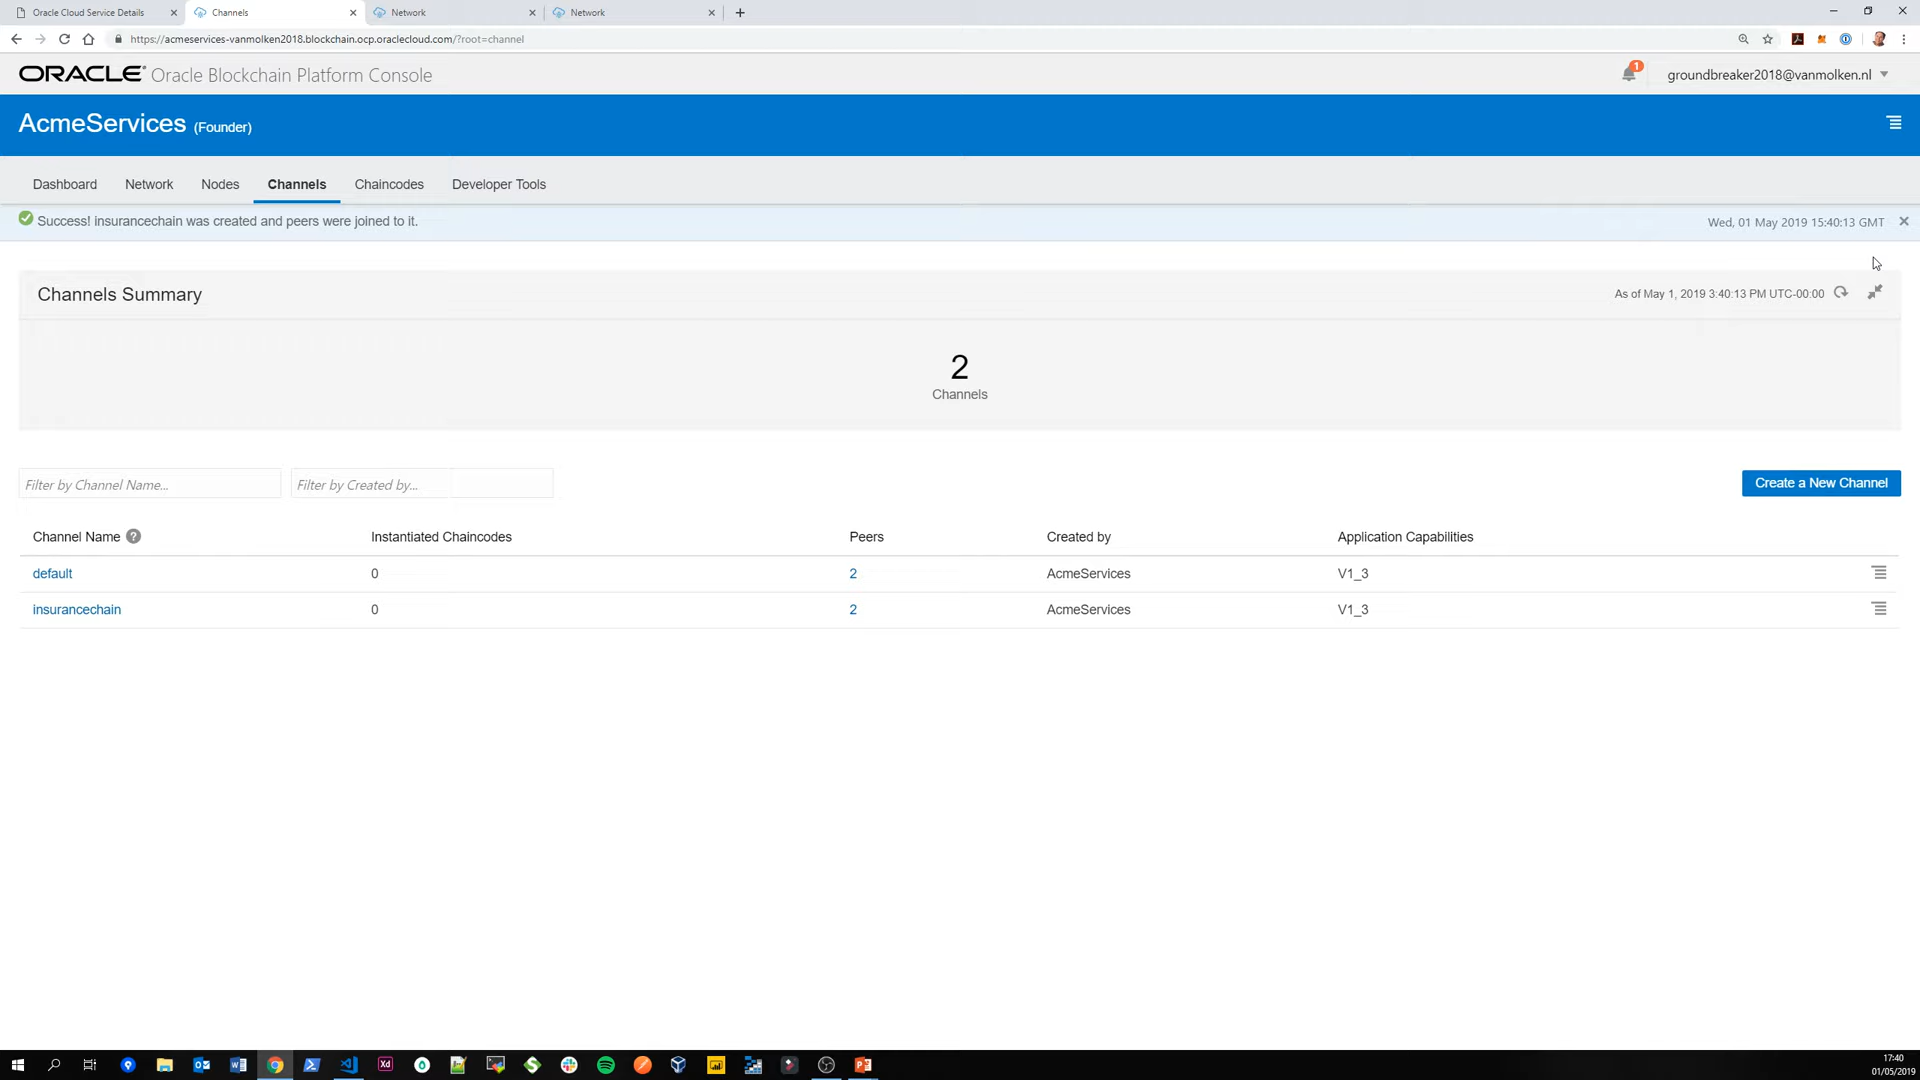 Oracle Cloud Service Details
Channels
Network
Network
https://acmeservices-vanmolken2018.blockchain.ocp.oraclecloud.com/?root=channel
ORACLE Oracle Blockchain Platform Console
1
groundbreaker2018@vanmolken.nl
AcmeServices (Founder)
Dashboard Network Nodes Channels Chaincodes Developer Tools
Success! insurancechain was created and peers were joined to it.
Wed, 01 May 2019 15:40:13 GMT
Channels Summary
As of May 1, 2019 3:40:13 PM UTC-00:00
2
Channels
Filter by Channel Name...
Filter by Created by...
Create a New Channel
Channel Name ? Instantiated Chaincodes Peers Created by Application Capabilities
default 0 2 AcmeServices V1_3
insurancechain 0 2 AcmeServices V1_3
17:40
01/05/2019